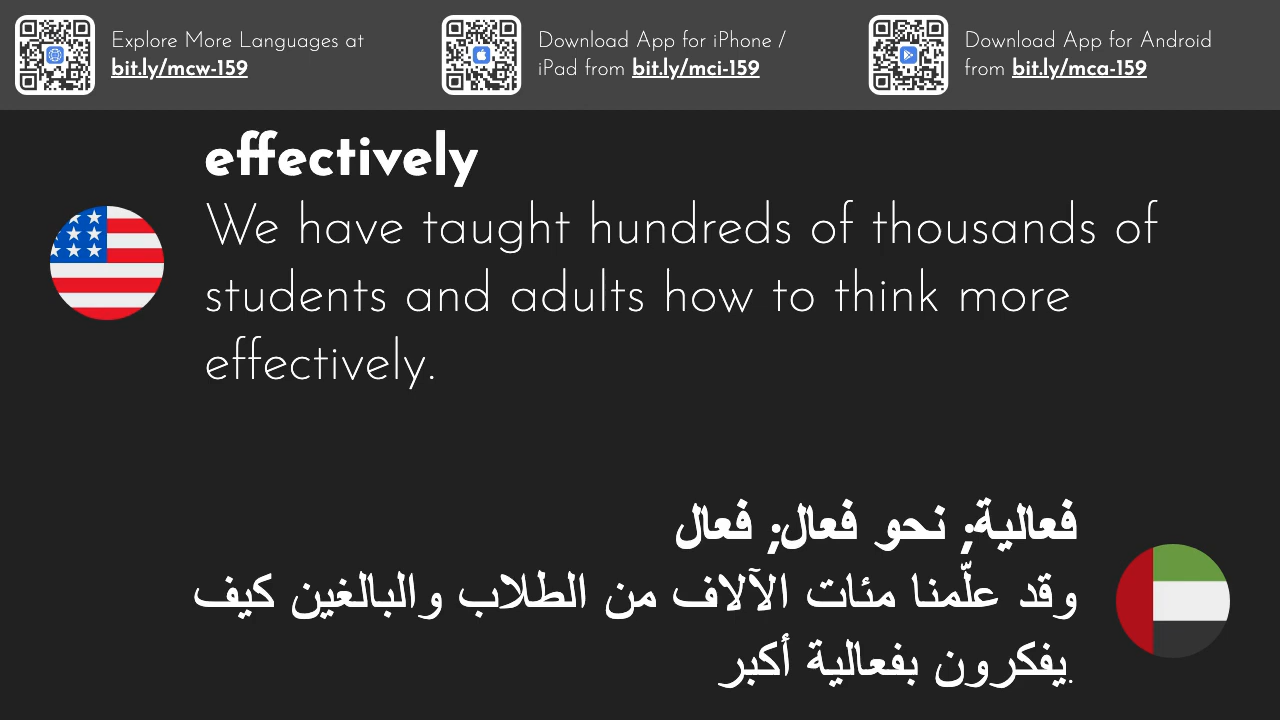 Explore More Languages at
bit.ly/mcw-159
Download App for iPhone /
iPad from bit.ly/mci-159
Download App for Android
from bit.ly/mca-159
effectively
We have taught hundreds of thousands of
students and adults how to think more
effectively.
فعالية; نحو فعال; فعال
وقد علّمنا مئات الآلاف من الطلاب والبالغين كيف
يفكرون بفعالية أكبر.